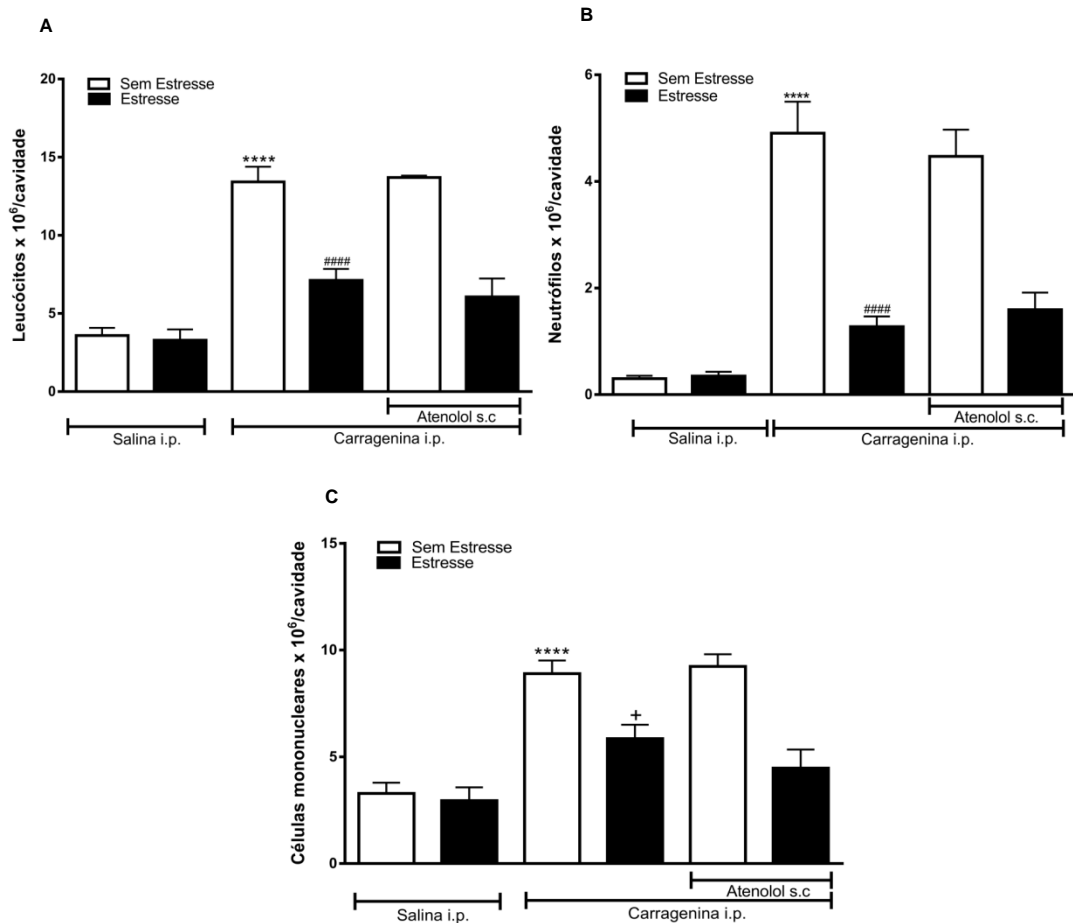 A
Leucócitos x 10⁶/cavidade
20
15
10
5
0
Sem Estresse
Estresse
****
####
Atenolol s.c
Salina i.p.
Carragenina i.p.
B
Neutrófilos x 10⁶/cavidade
6
4
2
0
Sem Estresse
Estresse
****
####
Atenolol s.c.
Salina i.p.
Carragenina i.p.
C
Células mononucleares x 10⁶/cavidade
15
10
5
0
Sem Estresse
Estresse
****
+
Atenolol s.c
Salina i.p.
Carragenina i.p.